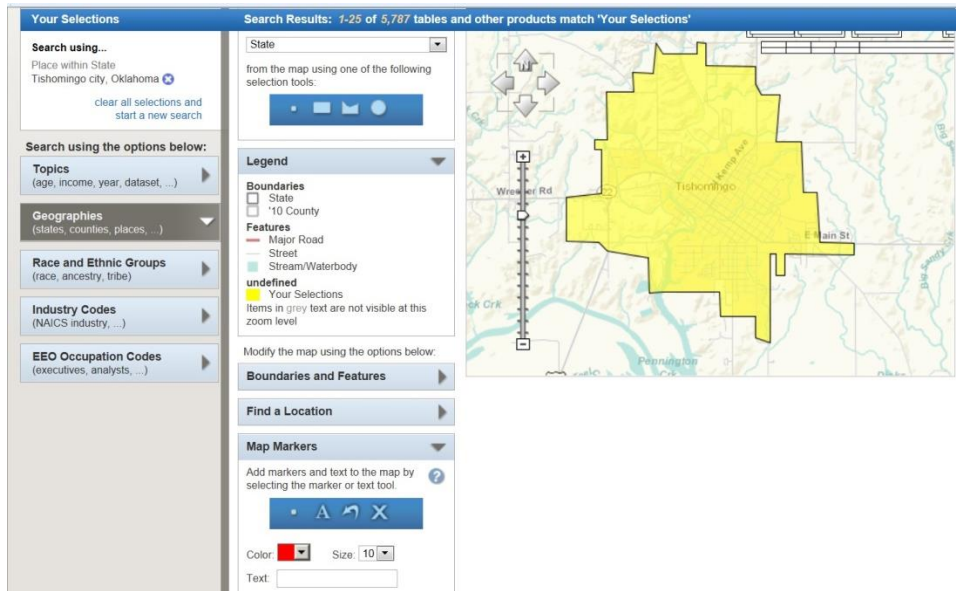 Your Selections
Search Results: 1-25 of 5,787 tables and other products match 'Your Selections'
Search using...
Place within State
Tishomingo city, Oklahoma
clear all selections and
start a new search
Search using the options below:
Topics
(age, income, year, dataset, ...)
Geographies
(states, counties, places, ...)
Race and Ethnic Groups
(race, ancestry, tribe)
Industry Codes
(NAICS industry, ...)
EEO Occupation Codes
(executives, analysts, ...)
State
from the map using one of the following
selection tools:
Legend
Boundaries
State
'10 County
Features
Major Road
Street
Stream/Waterbody
undefined
Your Selections
Items in grey text are not visible at this
zoom level
Modify the map using the options below:
Boundaries and Features
Find a Location
Map Markers
Add markers and text to the map by
selecting the marker or text tool.
A
Color:
Size: 10
Text:
Kemp Ave
Tishomingo
Rd
E Main St
Big Sandy Crk
Pennington
Crk